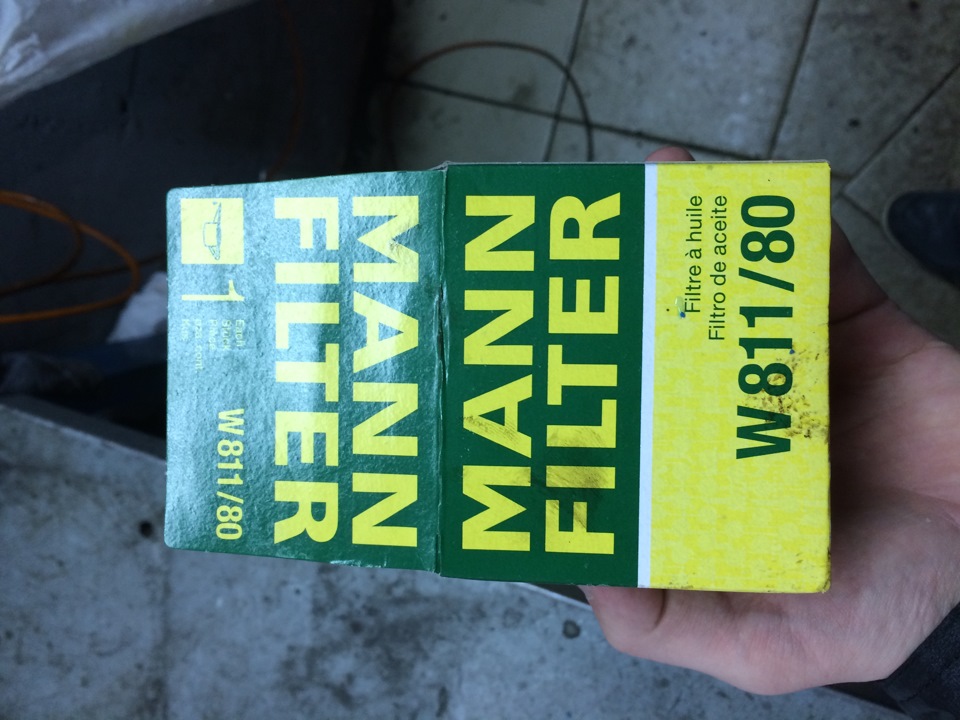 MANN
FILTER
Filtre à huile
Filtro de aceite
W 811/80
MANN
FILTER
W 811/80
1